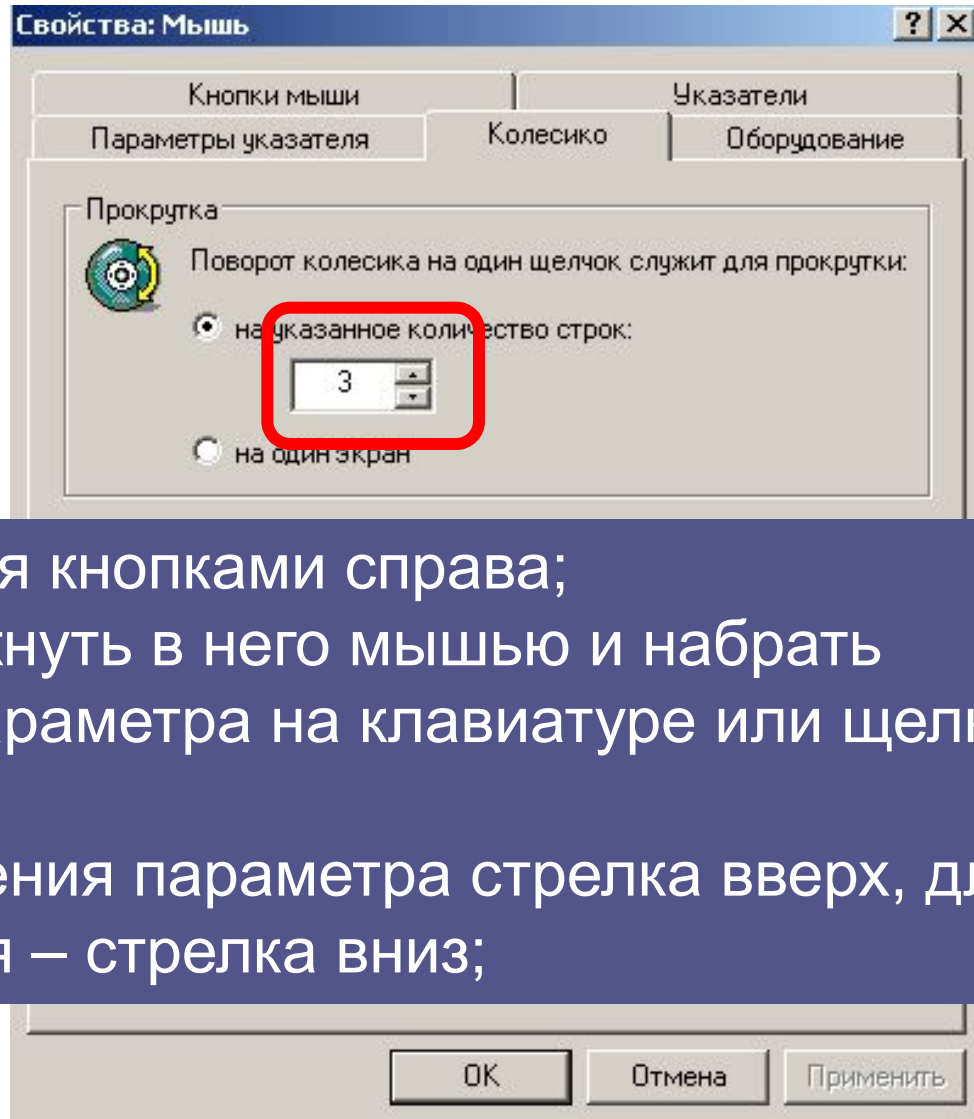 Свойства: Мышь
Кнопки мыши Указатели
Параметры указателя Колесико Оборудование
Прокрутка
Поворот колесика на один щелчок служит для прокрутки:
на указанное количество строк:
3
на один экран
я кнопками справа;
кнуть в него мышью и набрать
раметра на клавиатуре или щелк
ения параметра стрелка вверх, дл
я – стрелка вниз;
OK Отмена Применить